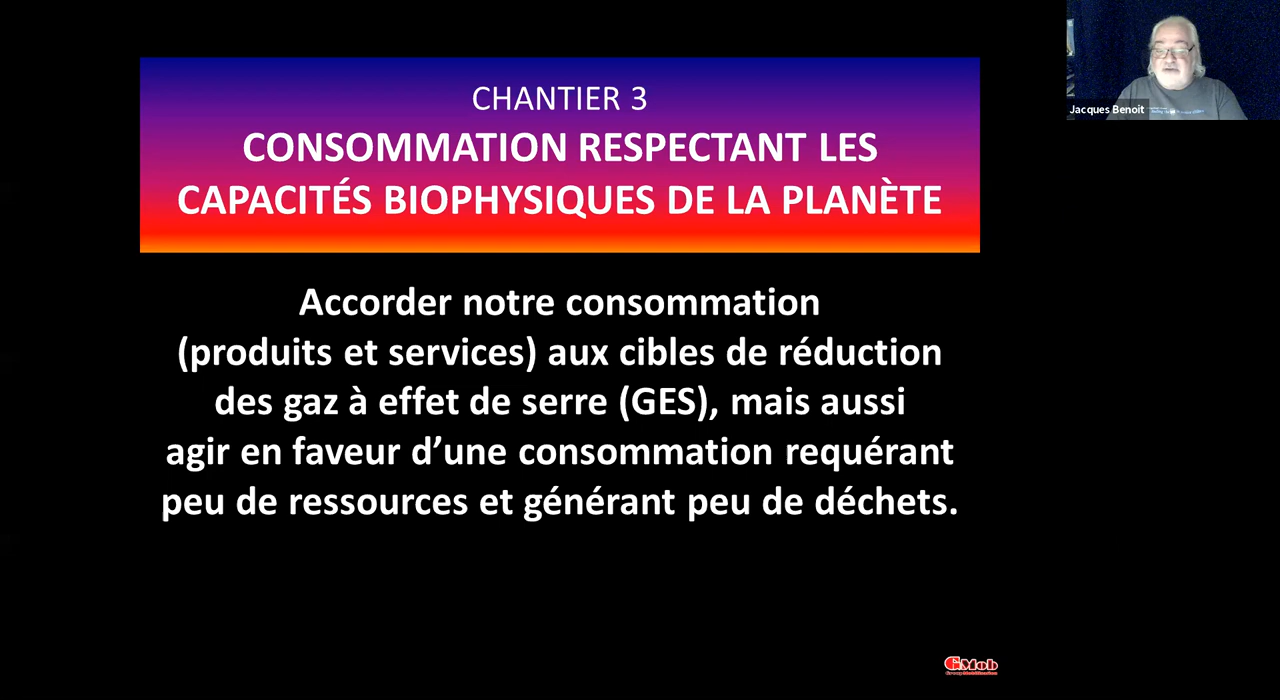 CHANTIER 3
CONSOMMATION RESPECTANT LES
CAPACITÉS BIOPHYSIQUES DE LA PLANÈTE
Accorder notre consommation
(produits et services) aux cibles de réduction
des gaz à effet de serre (GES), mais aussi
agir en faveur d’une consommation requérant
peu de ressources et générant peu de déchets.
Jacques Benoit
GMob